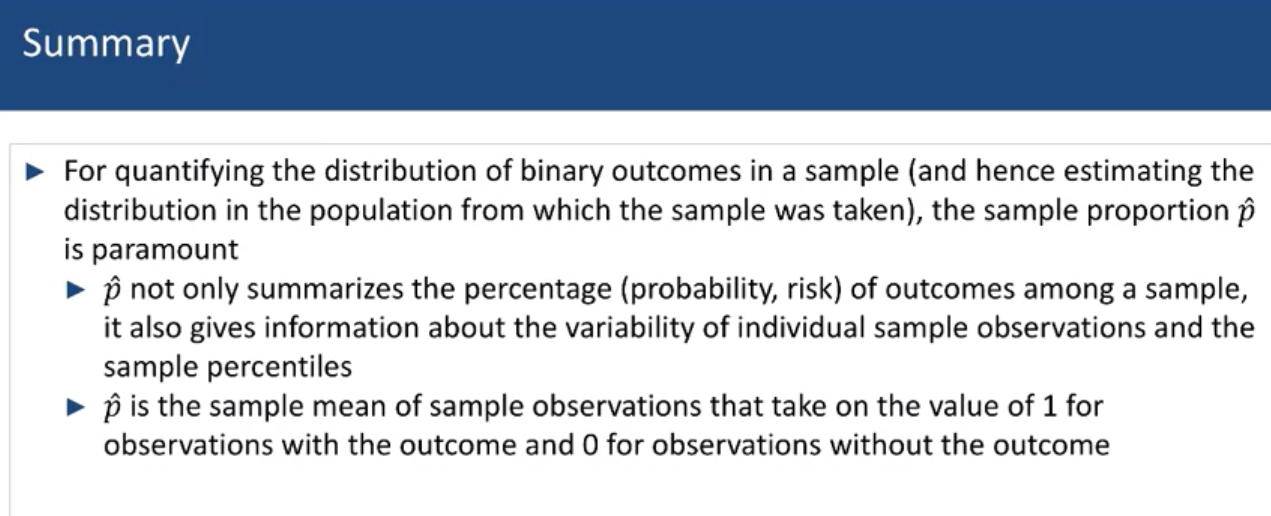 Summary
► For quantifying the distribution of binary outcomes in a sample (and hence estimating the
distribution in the population from which the sample was taken), the sample proportion p̂
is paramount
► p̂ not only summarizes the percentage (probability, risk) of outcomes among a sample,
it also gives information about the variability of individual sample observations and the
sample percentiles
► p̂ is the sample mean of sample observations that take on the value of 1 for
observations with the outcome and 0 for observations without the outcome